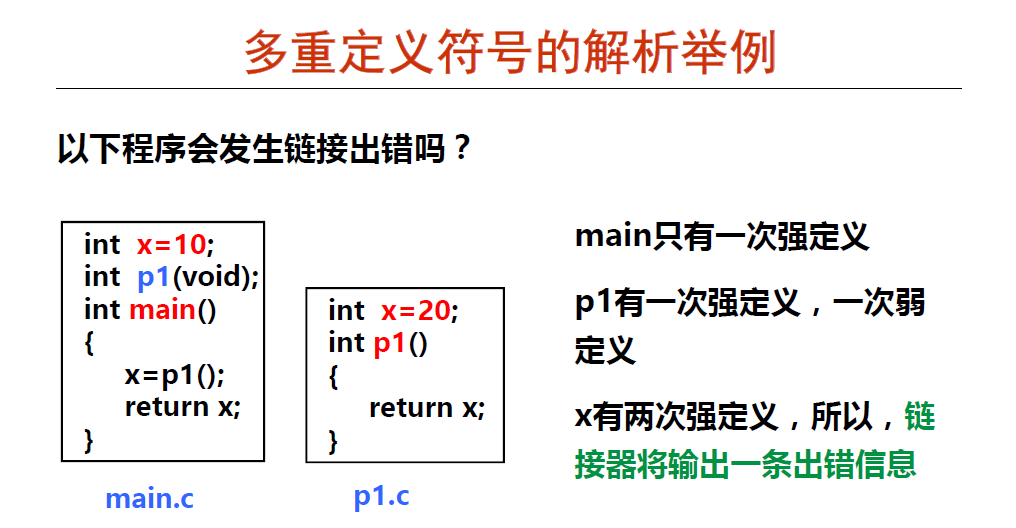 多重定义符号的解析举例
以下程序会发生链接出错吗？
int x=10;
int p1(void);
int main()
{
x=p1();
return x;
}
main.c
int x=20;
int p1()
{
return x;
}
p1.c
main只有一次强定义
p1有一次强定义，一次弱
定义
x有两次强定义，所以，链
接器将输出一条出错信息